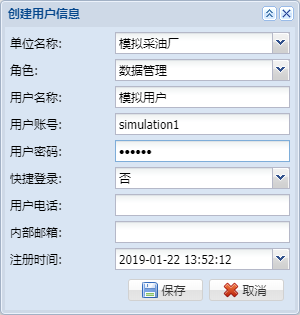 创建用户信息
单位名称: 模拟采油厂
角色: 数据管理
用户名称: 模拟用户
用户账号: simulation1
用户密码: ••••••
快捷登录: 否
用户电话:
内部邮箱:
注册时间: 2019-01-22 13:52:12
保存 取消